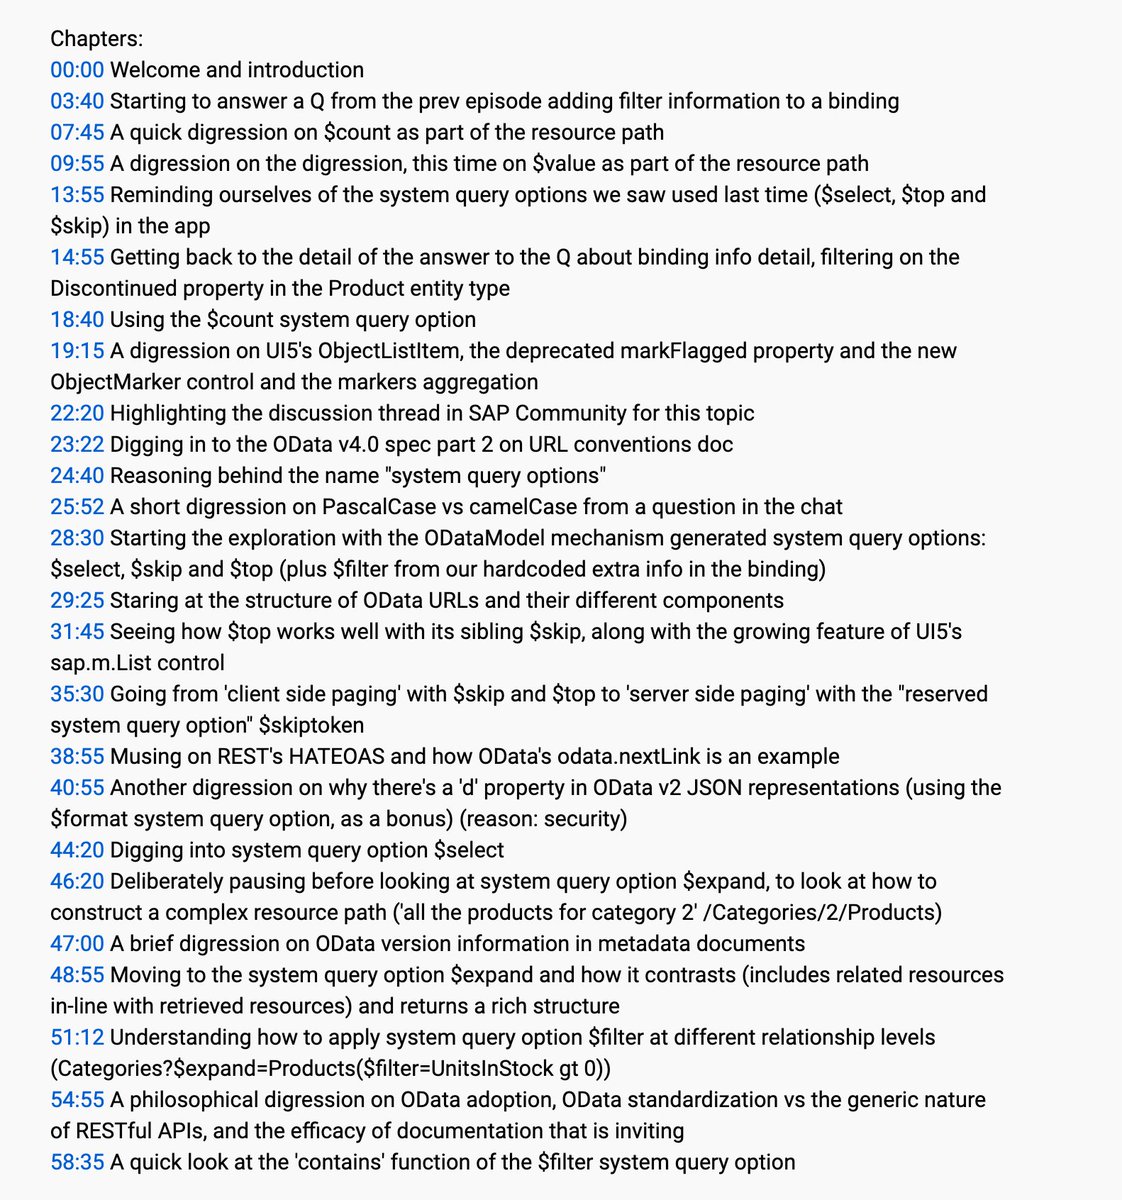 Chapters:
00:00 Welcome and introduction
03:40 Starting to answer a Q from the prev episode adding filter information to a binding
07:45 A quick digression on $count as part of the resource path
09:55 A digression on the digression, this time on $value as part of the resource path
13:55 Reminding ourselves of the system query options we saw used last time ($select, $top and
$skip) in the app
14:55 Getting back to the detail of the answer to the Q about binding info detail, filtering on the
Discontinued property in the Product entity type
18:40 Using the $count system query option
19:15 A digression on UI5's ObjectListItem, the deprecated markFlagged property and the new
ObjectMarker control and the markers aggregation
22:20 Highlighting the discussion thread in SAP Community for this topic
23:22 Digging in to the OData v4.0 spec part 2 on URL conventions doc
24:40 Reasoning behind the name "system query options"
25:52 A short digression on PascalCase vs camelCase from a question in the chat
28:30 Starting the exploration with the ODataModel mechanism generated system query options:
$select, $skip and $top (plus $filter from our hardcoded extra info in the binding)
29:25 Staring at the structure of OData URLs and their different components
31:45 Seeing how $top works well with its sibling $skip, along with the growing feature of UI5's
sap.m.List control
35:30 Going from 'client side paging' with $skip and $top to 'server side paging' with the "reserved
system query option" $skiptoken
38:55 Musing on REST's HATEOAS and how OData's odata.nextLink is an example
40:55 Another digression on why there's a 'd' property in OData v2 JSON representations (using the
$format system query option, as a bonus) (reason: security)
44:20 Digging into system query option $select
46:20 Deliberately pausing before looking at system query option $expand, to look at how to
construct a complex resource path ('all the products for category 2' /Categories/2/Products)
47:00 A brief digression on OData version information in metadata documents
48:55 Moving to the system query option $expand and how it contrasts (includes related resources
in-line with retrieved resources) and returns a rich structure
51:12 Understanding how to apply system query option $filter at different relationship levels
(Categories?$expand=Products($filter=UnitsInStock gt 0))
54:55 A philosophical digression on OData adoption, OData standardization vs the generic nature
of RESTful APIs, and the efficacy of documentation that is inviting
58:35 A quick look at the 'contains' function of the $filter system query option